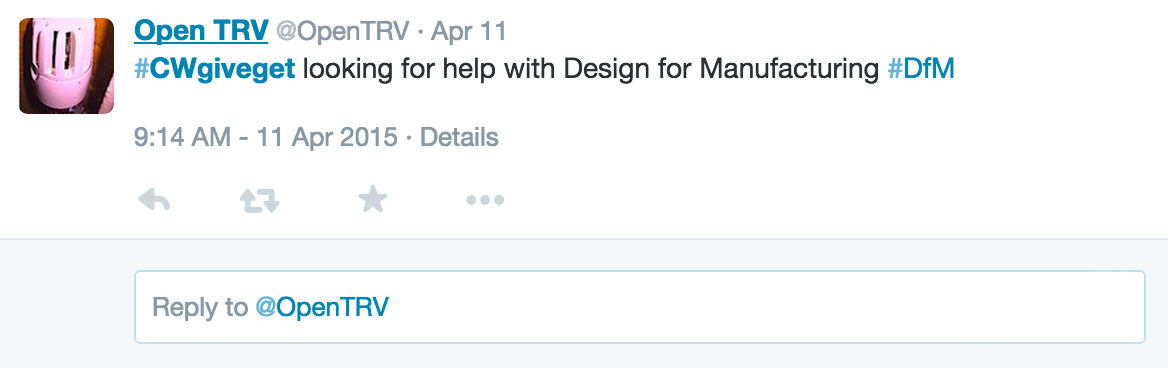 Open TRV @OpenTRV · Apr 11
#CWgiveget looking for help with Design for Manufacturing #DfM
9:14 AM - 11 Apr 2015 · Details
Reply to @OpenTRV